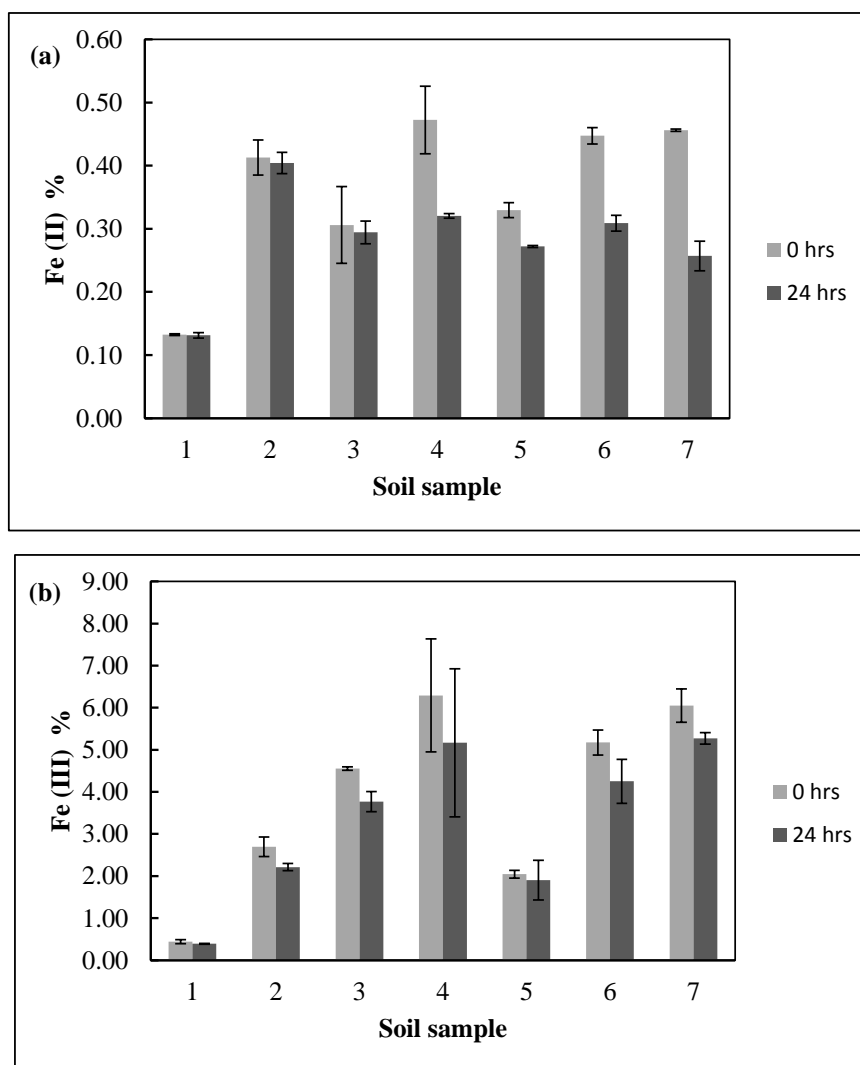 (a)
Fe (II) %
0.60
0.50
0.40
0.30
0.20
0.10
0.00
1 2 3 4 5 6 7
Soil sample
0 hrs
24 hrs
(b)
Fe (III) %
9.00
8.00
7.00
6.00
5.00
4.00
3.00
2.00
1.00
0.00
1 2 3 4 5 6 7
Soil sample
0 hrs
24 hrs